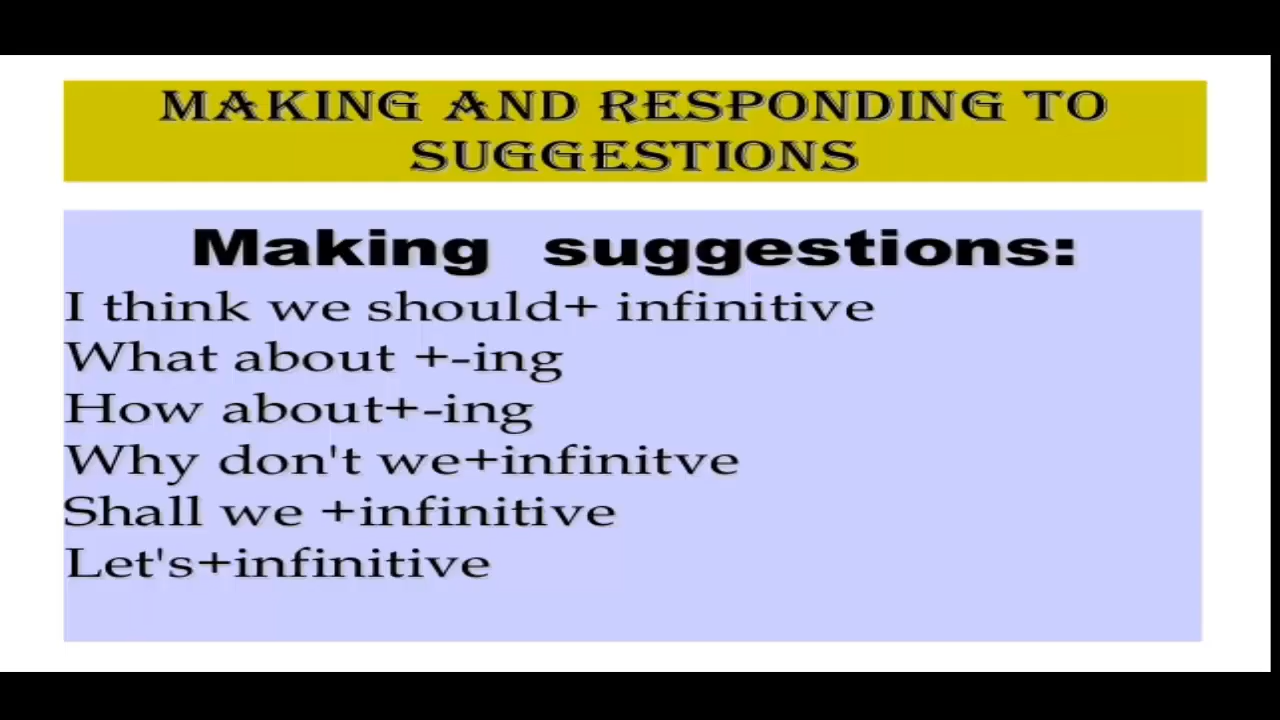 MAKING AND RESPONDING TO
SUGGESTIONS
Making suggestions:
I think we should+ infinitive
What about +-ing
How about+-ing
Why don't we+infinitve
Shall we +infinitive
Let's+infinitive